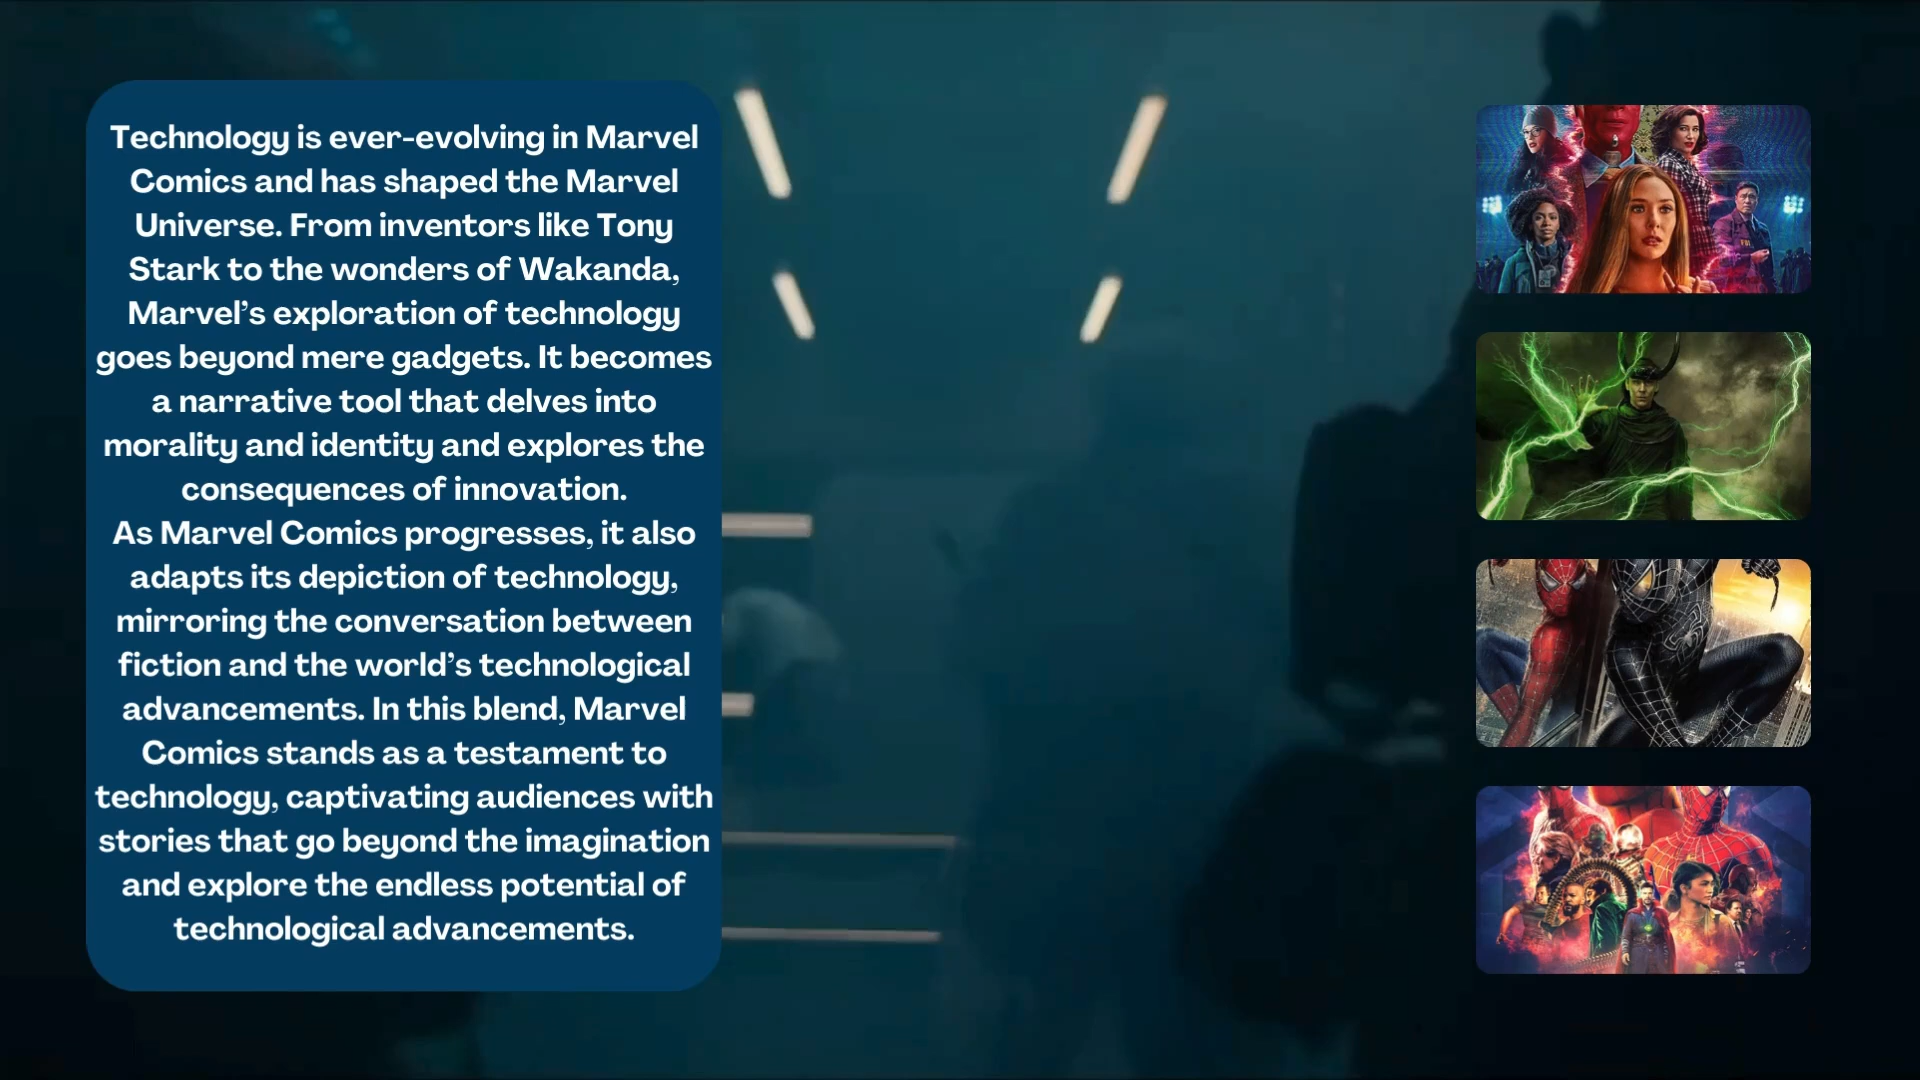 Technology is ever-evolving in Marvel
Comics and has shaped the Marvel
Universe. From inventors like Tony
Stark to the wonders of Wakanda,
Marvel’s exploration of technology
goes beyond mere gadgets. It becomes
a narrative tool that delves into
morality and identity and explores the
consequences of innovation.
As Marvel Comics progresses, it also
adapts its depiction of technology,
mirroring the conversation between
fiction and the world’s technological
advancements. In this blend, Marvel
Comics stands as a testament to
technology, captivating audiences with
stories that go beyond the imagination
and explore the endless potential of
technological advancements.